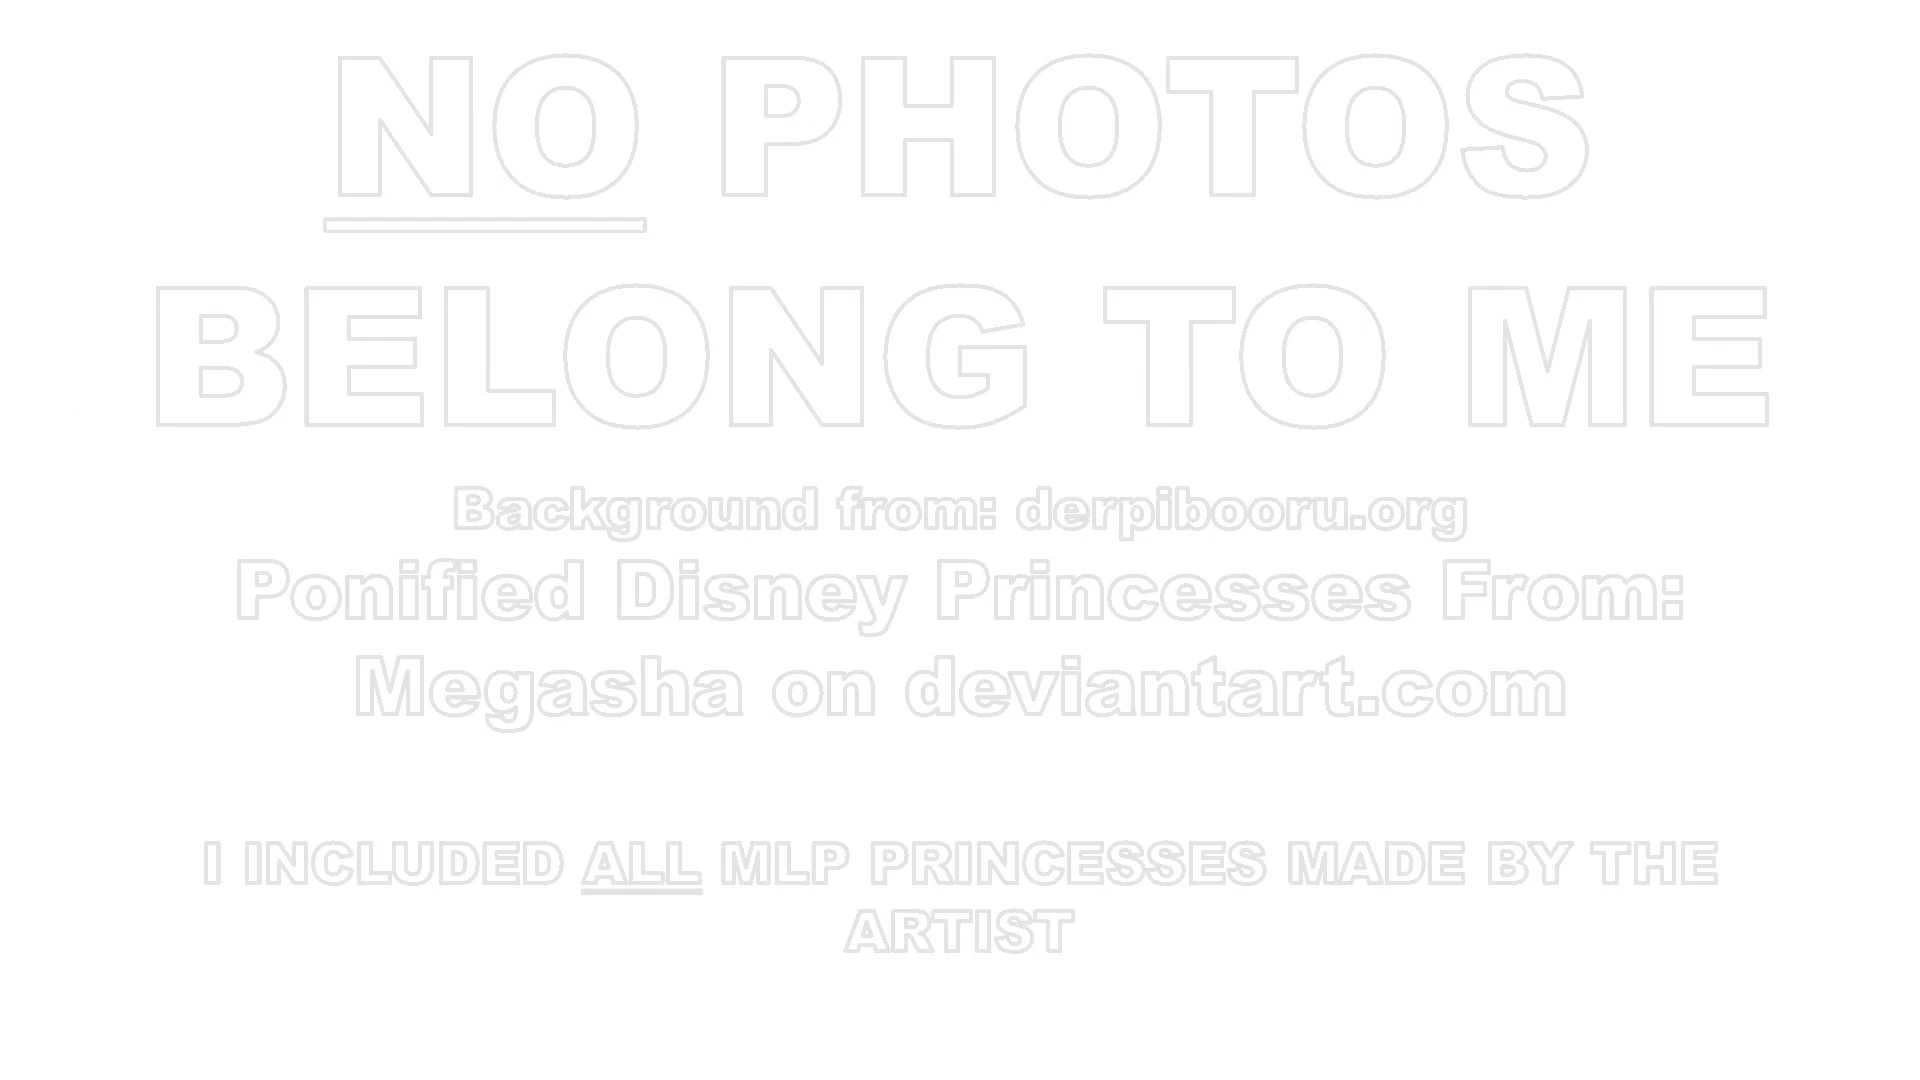 NO PHOTOS
BELONG TO ME
Background from: derpibooru.org
Ponified Disney Princesses From:
Megasha on deviantart.com
I INCLUDED ALL MLP PRINCESSES MADE BY THE
ARTIST